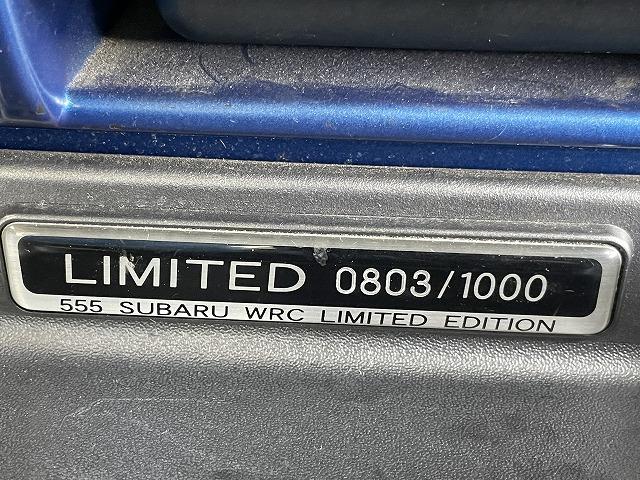 LIMITED 0803/1000
555 SUBARU WRC LIMITED EDITION